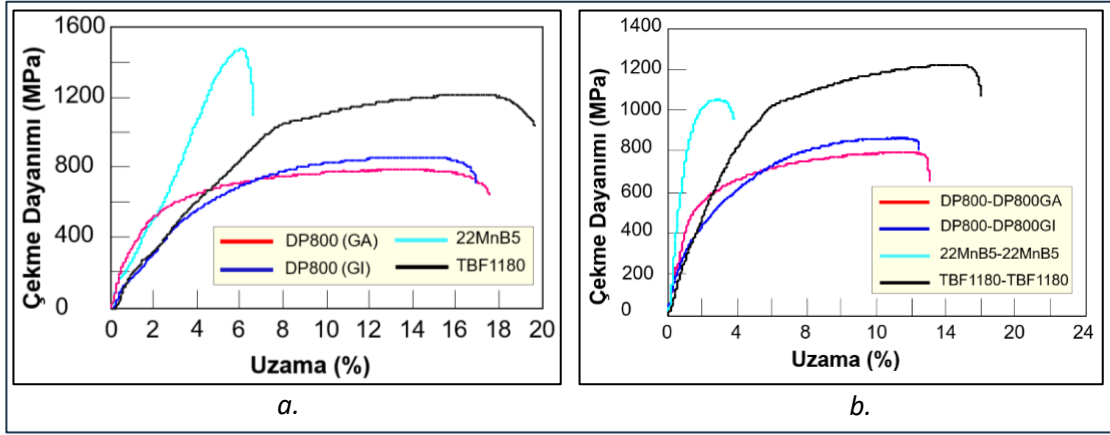 1600
1200
800
400
0
Çekme Dayanımı (MPa)
0 2 4 6 8 10 12 14 16 18 20
Uzama (%)
DP800 (GA) 22MnB5
DP800 (GI) TBF1180
a.
1400
1200
1000
800
600
400
200
0
Çekme Dayanımı (MPa)
0 4 8 10 14 20 24
Uzama (%)
DP800-DP800GA
DP800-DP800GI
22MnB5-22MnB5
TBF1180-TBF1180
b.